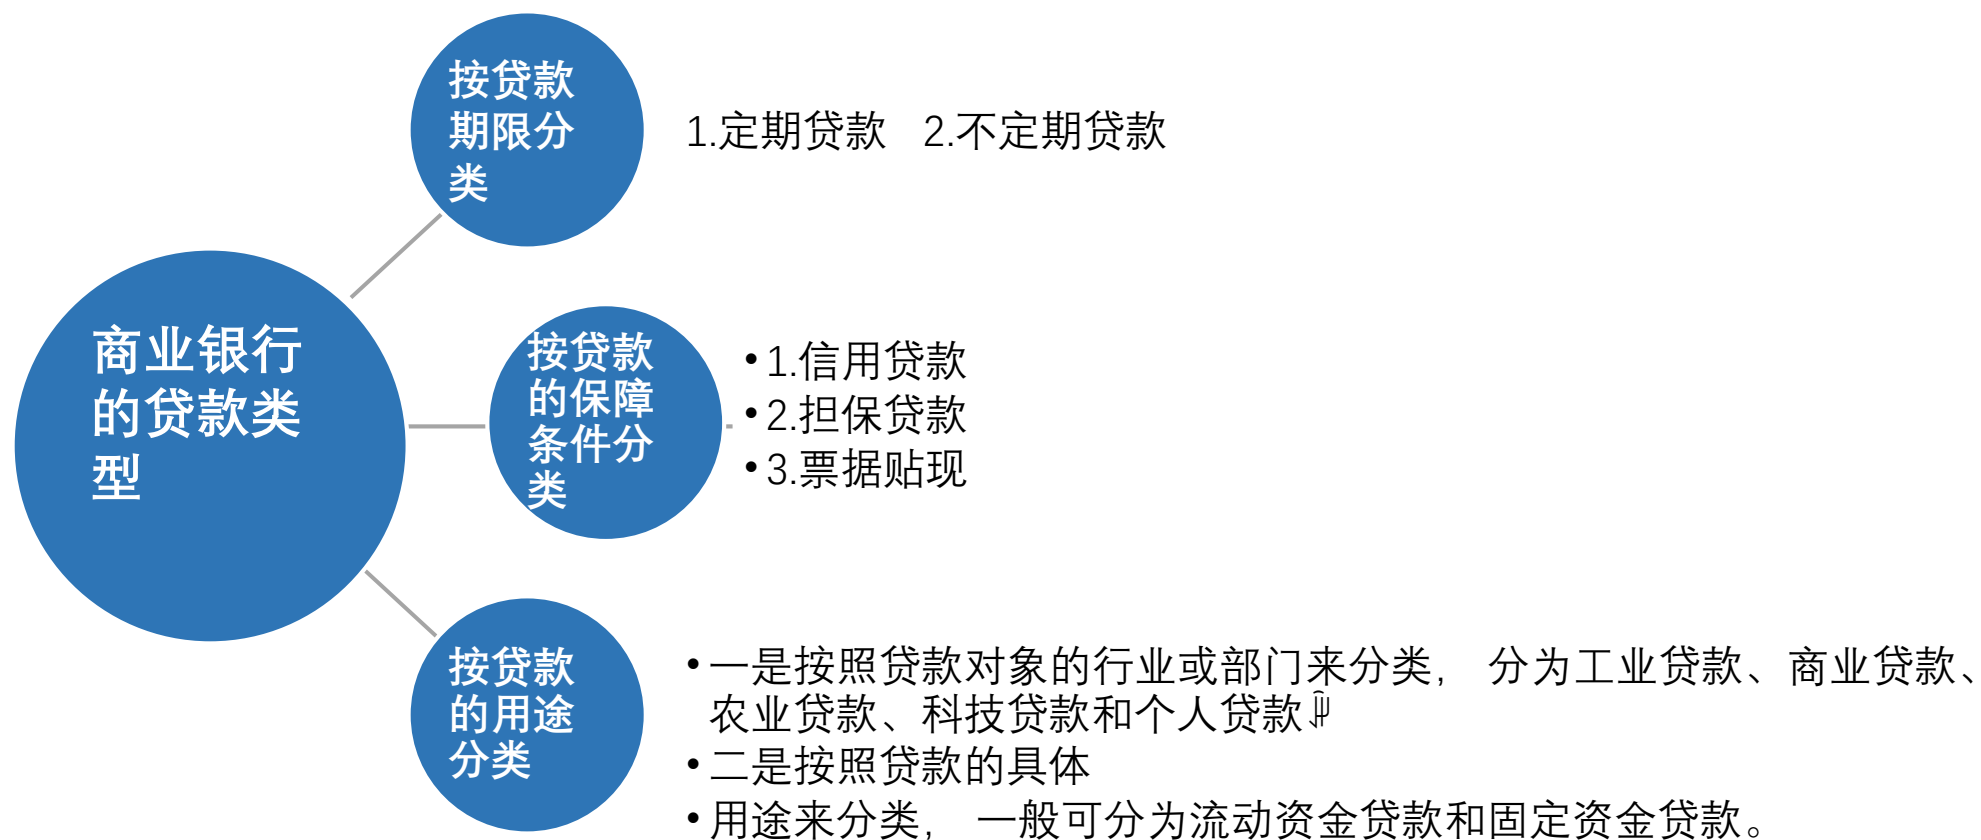 商业银行
的贷款类
型
按贷款
期限分
类
1.定期贷款 2.不定期贷款
按贷款
的保障
条件分
类
•1.信用贷款
•2.担保贷款
•3.票据贴现
按贷款
的用途
分类
•一是按照贷款对象的行业或部门来分类， 分为工业贷款、商业贷款、
农业贷款、科技贷款和个人贷款
•二是按照贷款的具体
•用途来分类， 一般可分为流动资金贷款和固定资金贷款。